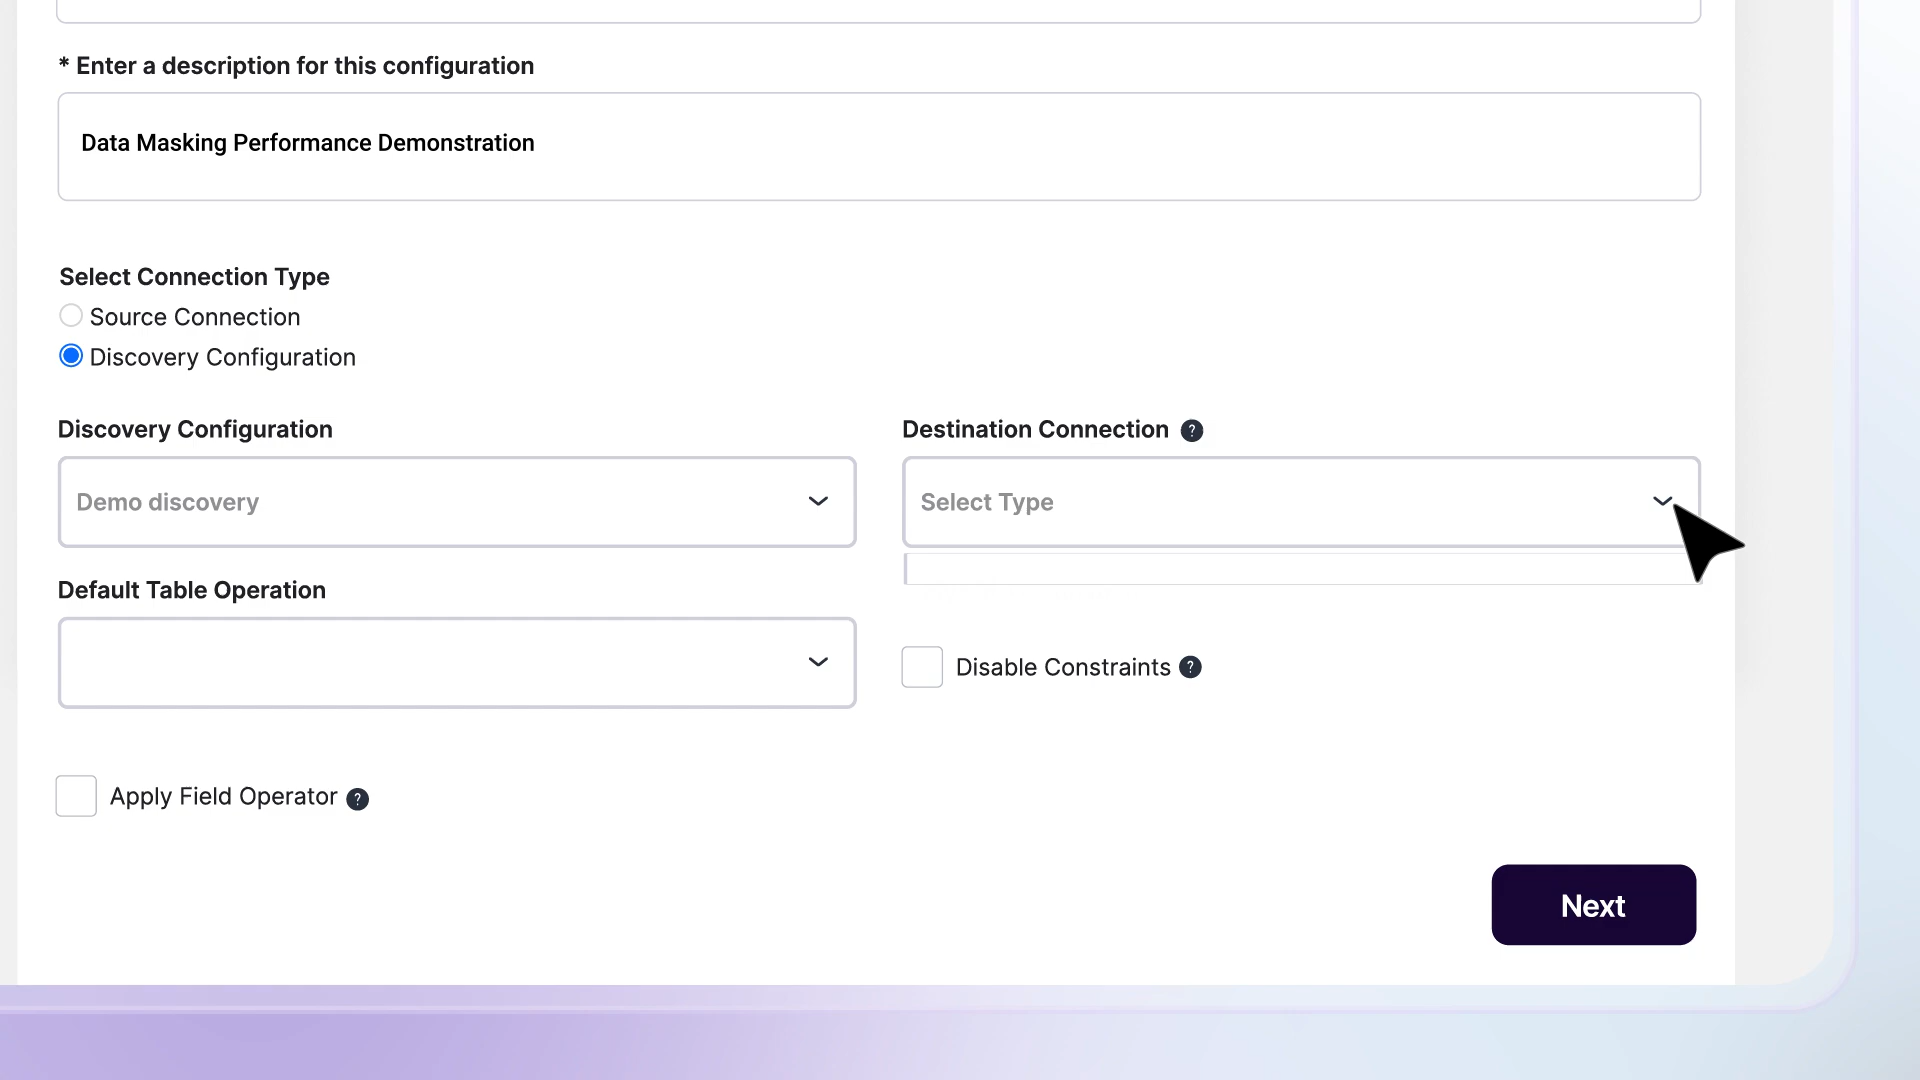 * Enter a description for this configuration
Data Masking Performance Demonstration
Select Connection Type
Source Connection
Discovery Configuration
Discovery Configuration
Destination Connection ?
Demo discovery
Select Type
Default Table Operation
Disable Constraints ?
Apply Field Operator ?
Next